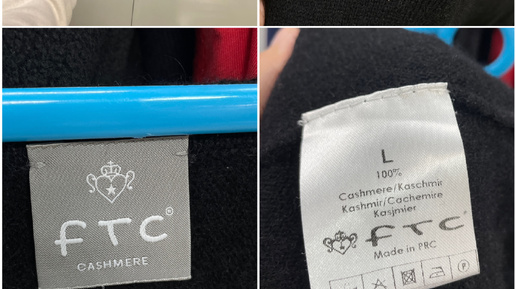 fTC®
CASHMERE
L
100%
Cashmere/Kaschmir
Kashmir/Cachemire
Kasjmier
fTC®
Made in PRC
P